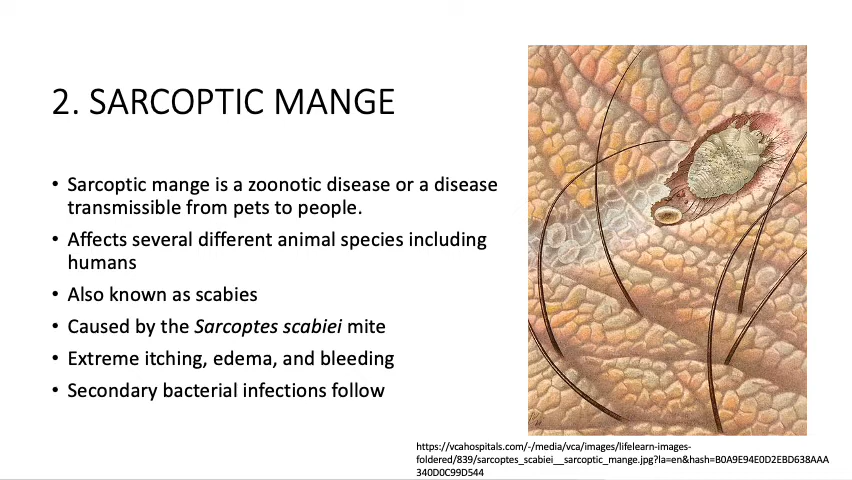 2. SARCOPTIC MANGE
• Sarcoptic mange is a zoonotic disease or a disease
transmissible from pets to people.
• Affects several different animal species including
humans
• Also known as scabies
• Caused by the Sarcoptes scabiei mite
• Extreme itching, edema, and bleeding
• Secondary bacterial infections follow
https://vcahospitals.com/-/media/vca/images/lifelearn-images-
foldered/839/sarcoptes_scabiei__sarcoptic_mange.jpg?la=en&hash=B0A9E94E0D2EBD638AAA
340D0C99D544